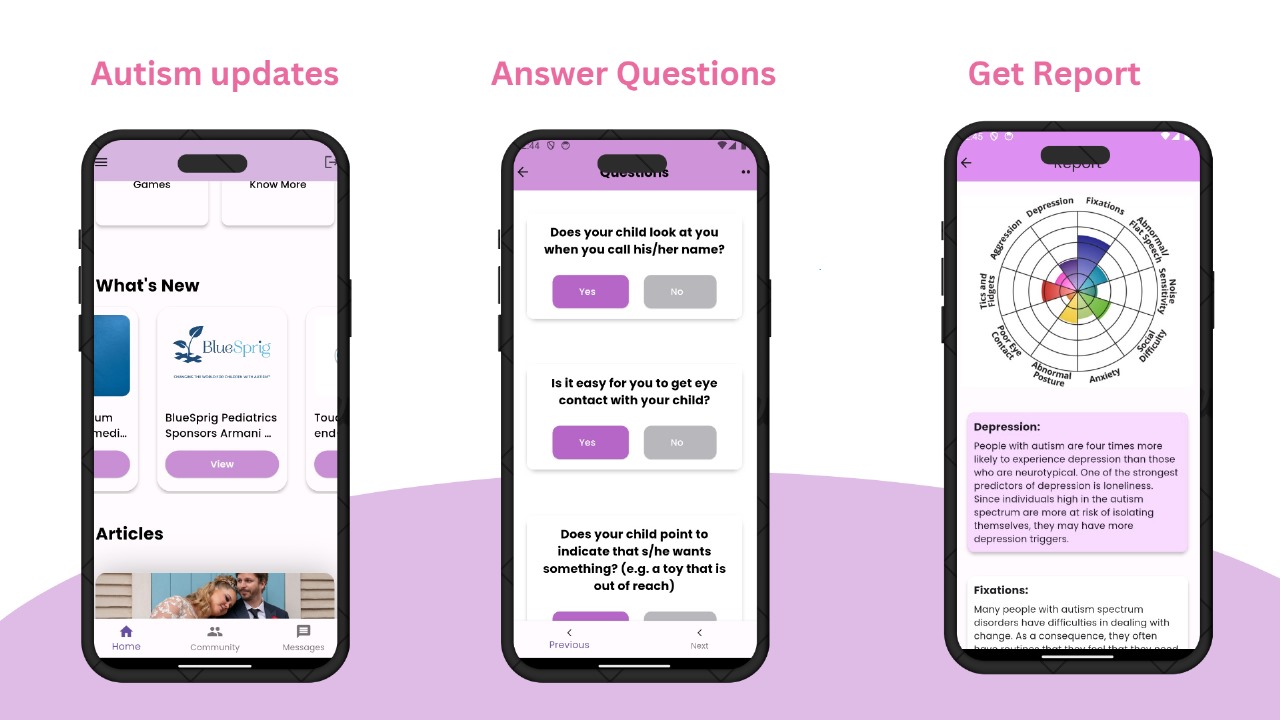 Autism updates
Answer Questions
Get Report
Games
Know More
What's New
BlueSprig
CHANGING THE WORLD FOR CHILDREN WITH AUTISM
um
medi...
BlueSprig Pediatrics
Sponsors Armani ...
Touc
end
View
Articles
Home
Community
Messages
:44
Questions
Does your child look at you
when you call his/her name?
Yes
No
Is it easy for you to get eye
contact with your child?
Yes
No
Does your child point to
indicate that s/he wants
something? (e.g. a toy that is
out of reach)
Previous
Next
:45
Report
Depression
Fixations
Abnormal/
Flat Speech
Noise
Sensitivity
Social
Difficulty
Anxiety
Abnormal
Posture
Poor Eye
Contact
Tics and
Fidgets
Aggression
Depression:
People with autism are four times more
likely to experience depression than those
who are neurotypical. One of the strongest
predictors of depression is loneliness.
Since individuals high in the autism
spectrum are more at risk of isolating
themselves, they may have more
depression triggers.
Fixations:
Many people with autism spectrum
disorders have difficulties in dealing with
change. As a consequence, they often
have routines that they feel that they need